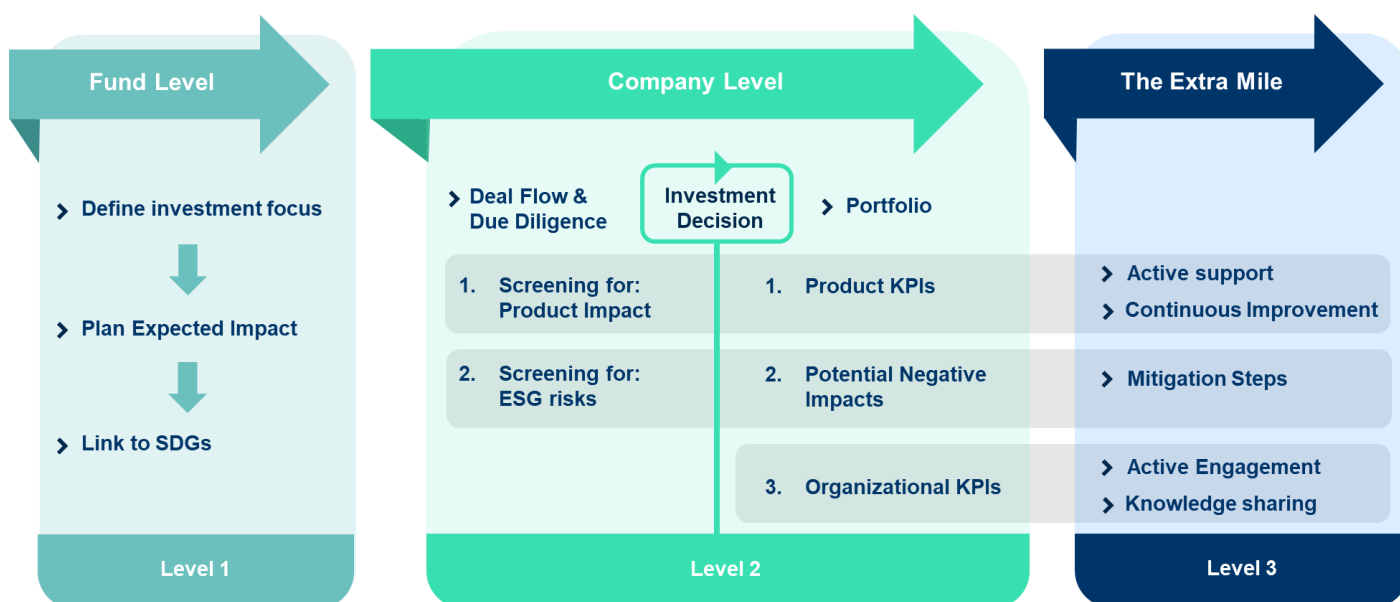 Fund Level
Company Level
The Extra Mile
Define investment focus
Plan Expected Impact
Link to SDGs
Deal Flow &
Due Diligence
Investment
Decision
Portfolio
1. Screening for:
Product Impact
1. Product KPIs
Active support
Continuous Improvement
2. Screening for:
ESG risks
2. Potential Negative
Impacts
Mitigation Steps
3. Organizational KPIs
Active Engagement
Knowledge sharing
Level 1
Level 2
Level 3